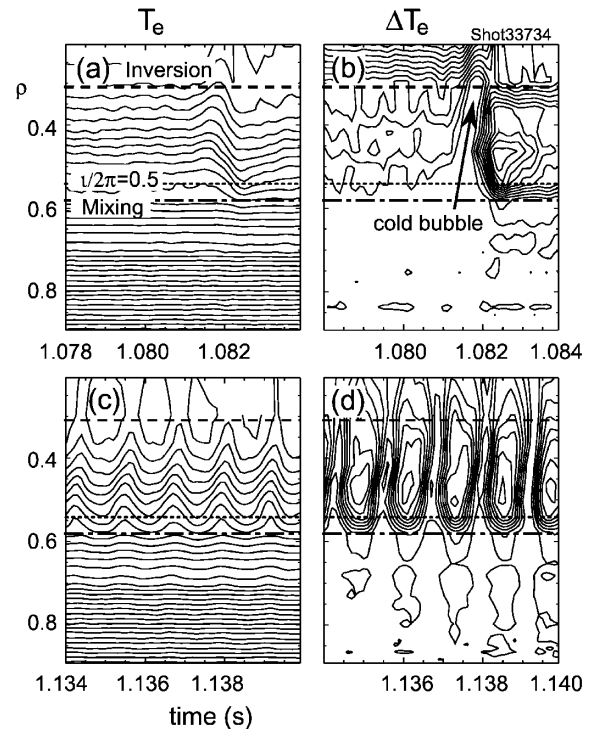 Te ΔTe
Shot33734
(a) Inversion (b)
ρ
0.4
ι/2π=0.5
0.6 Mixing
cold bubble
0.8
1.078 1.080 1.082 1.080 1.082 1.084
(c) (d)
0.4
0.6
0.8
1.134 1.136 1.138 1.136 1.138 1.140
time (s)